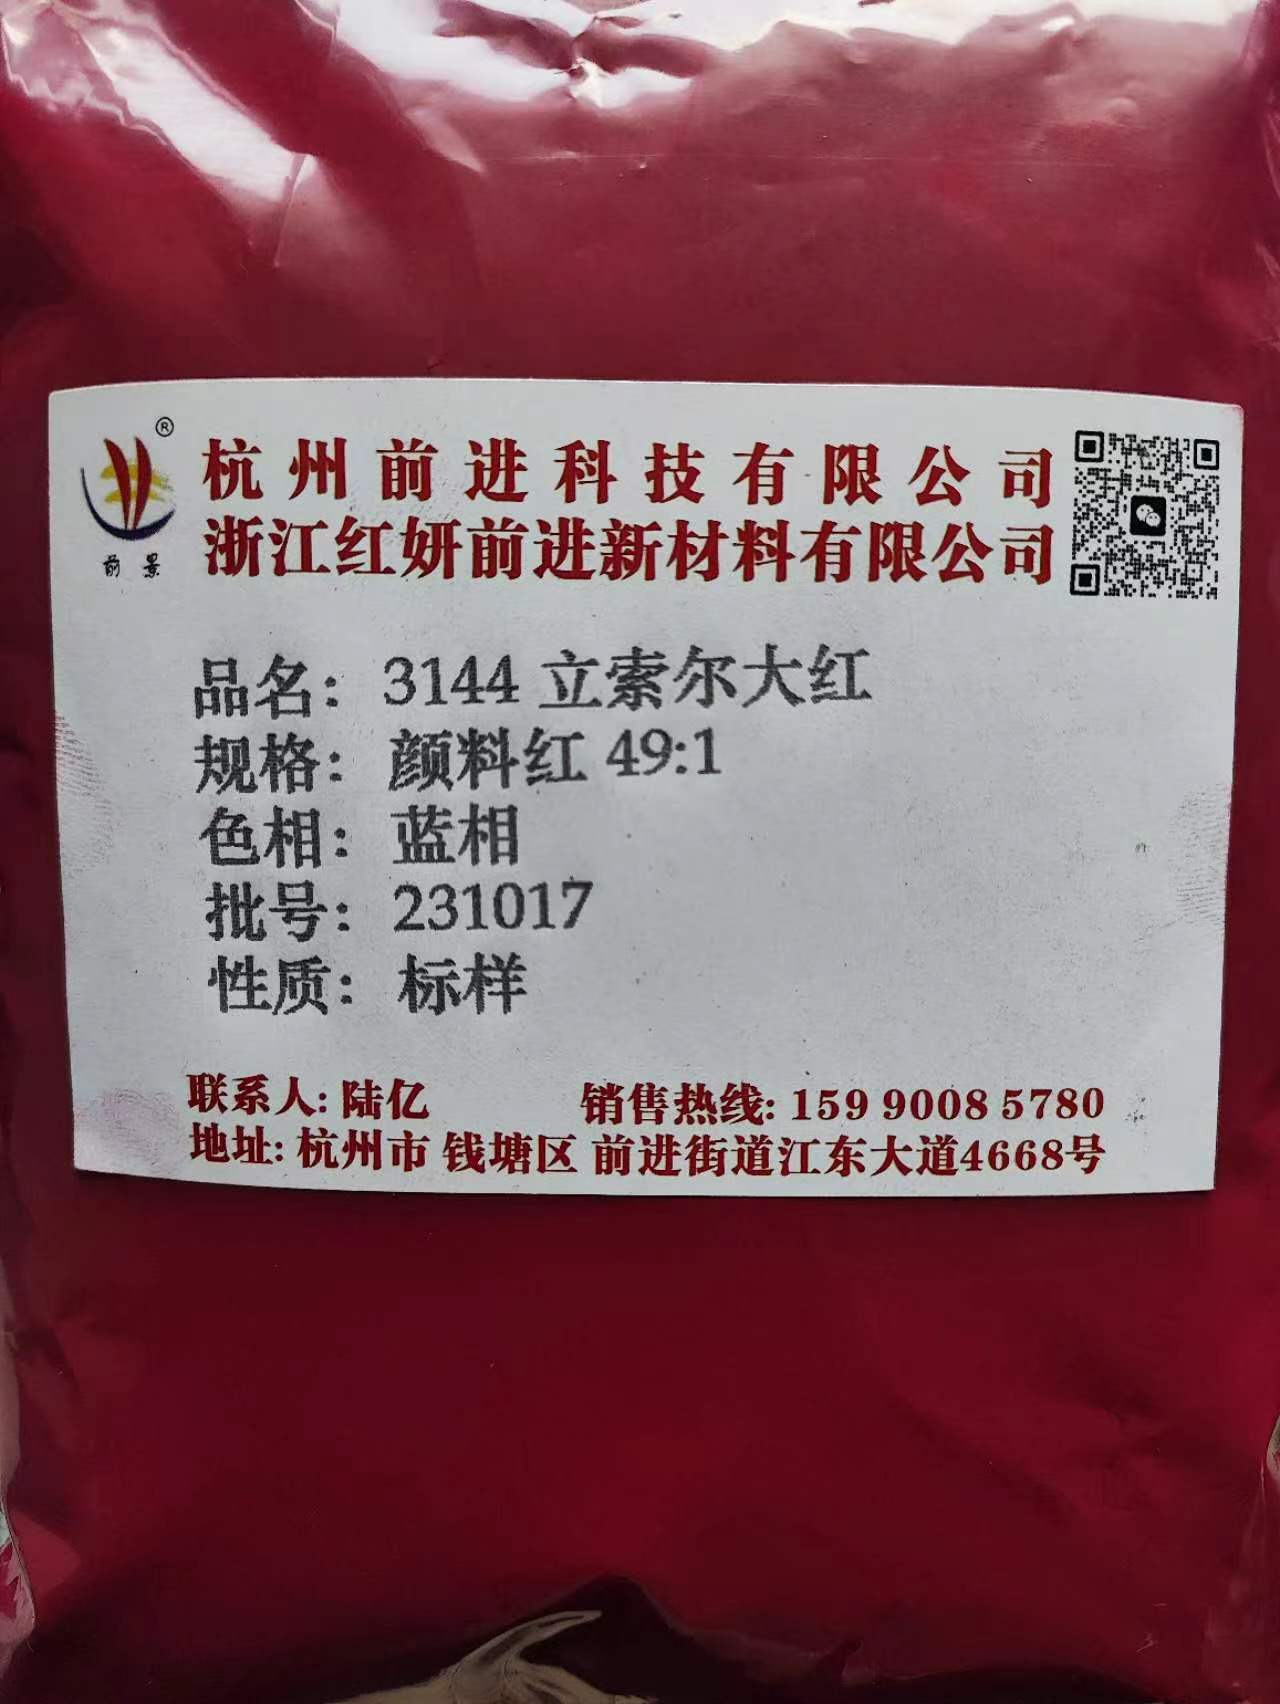 ®
前景
杭州前进科技有限公司
浙江红妍前进新材料有限公司
品名：3144 立索尔大红
规格：颜料红 49:1
色相：蓝相
批号：231017
性质：标样
联系人: 陆亿 销售热线: 159 9008 5780
地址: 杭州市 钱塘区 前进街道江东大道4668号